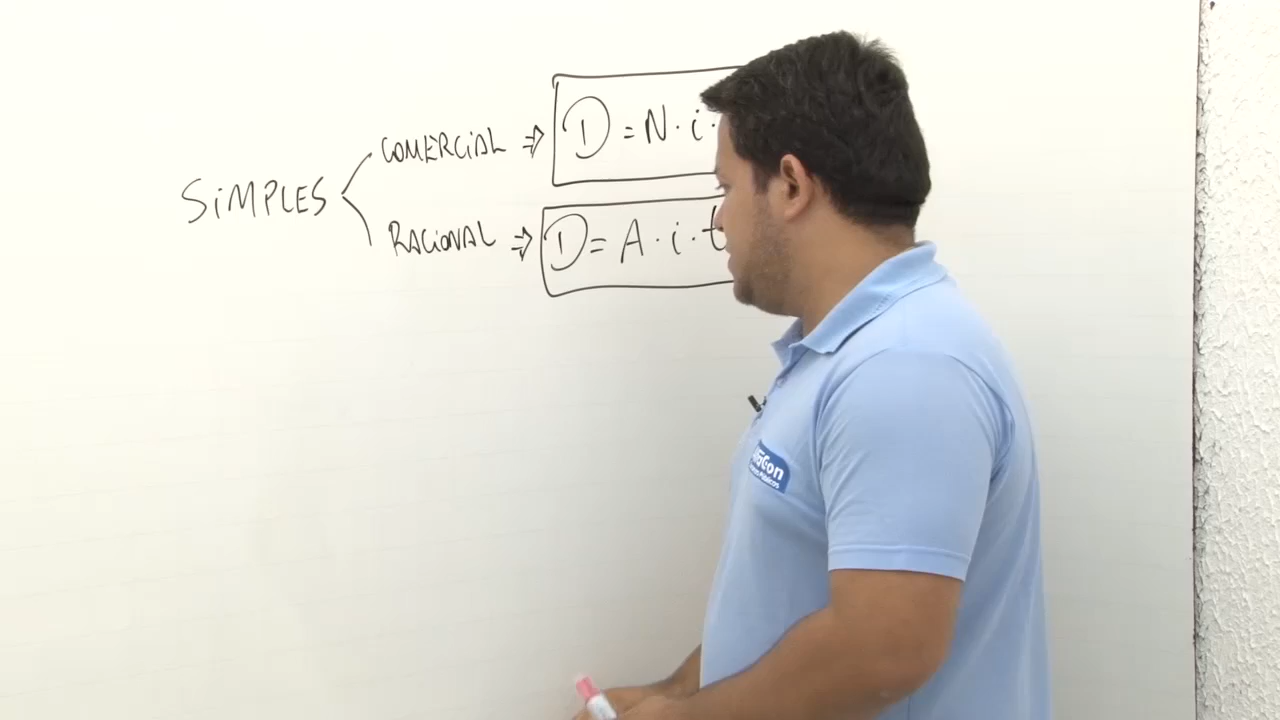 COMERCIAL ⇒ D = N · i ·
SIMPLES
RACIONAL ⇒ D = A · i · t